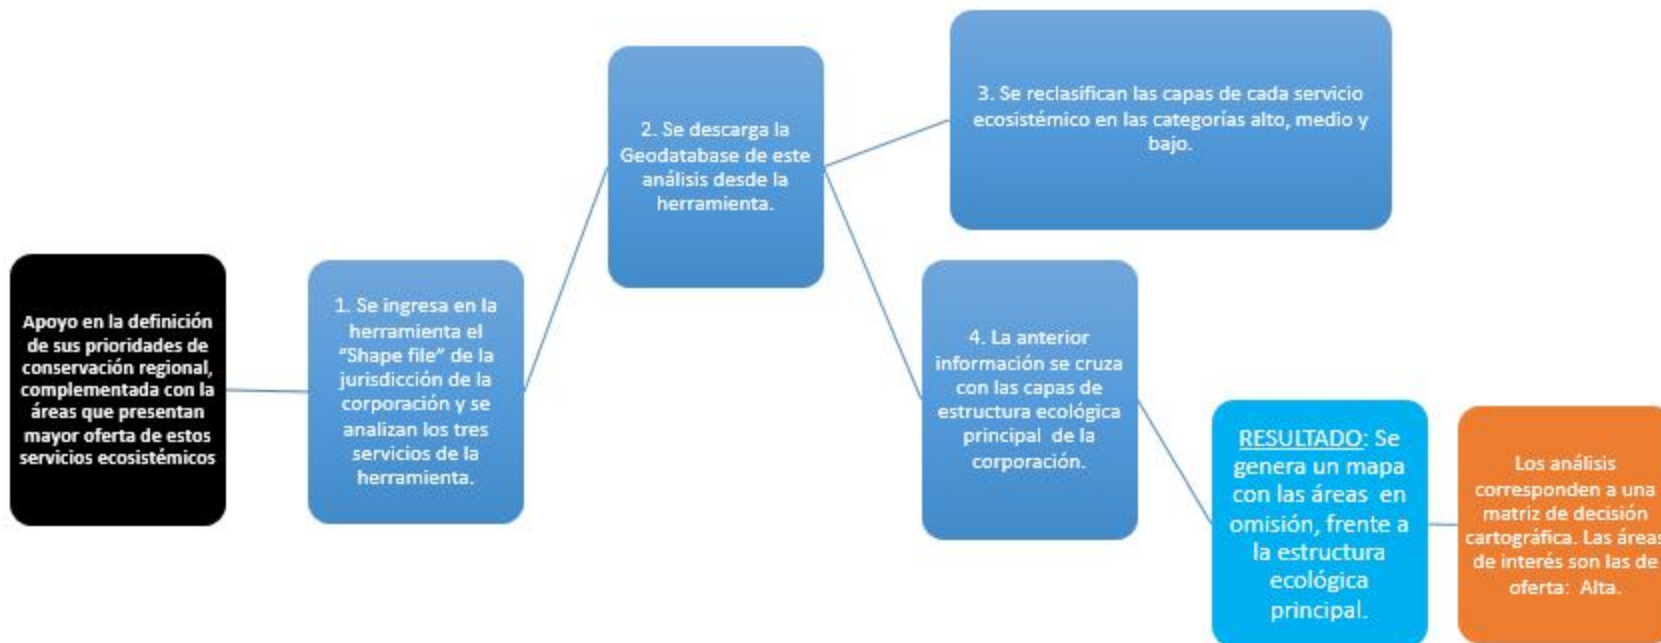 Apoyo en la definición
de sus prioridades de
conservación regional,
complementada con la
áreas que presentan
mayor oferta de estos
servicios ecosistémicos
1. Se ingresa en la
herramienta el
"Shape file" de la
jurisdicción de la
corporación y se
analizan los tres
servicios de la
herramienta.
2. Se descarga la
Geodatabase de este
análisis desde la
herramienta.
3. Se reclasifican las capas de cada servicio
ecosistémico en las categorías alto, medio y
bajo.
4. La anterior
información se cruza
con las capas de
estructura ecológica
principal de la
corporación.
RESULTADO: Se
genera un mapa
con las áreas en
omisión, frente a
la estructura
ecológica
principal.
Los análisis
corresponden a una
matriz de decisión
cartográfica. Las áreas
de interés son las de
oferta: Alta.